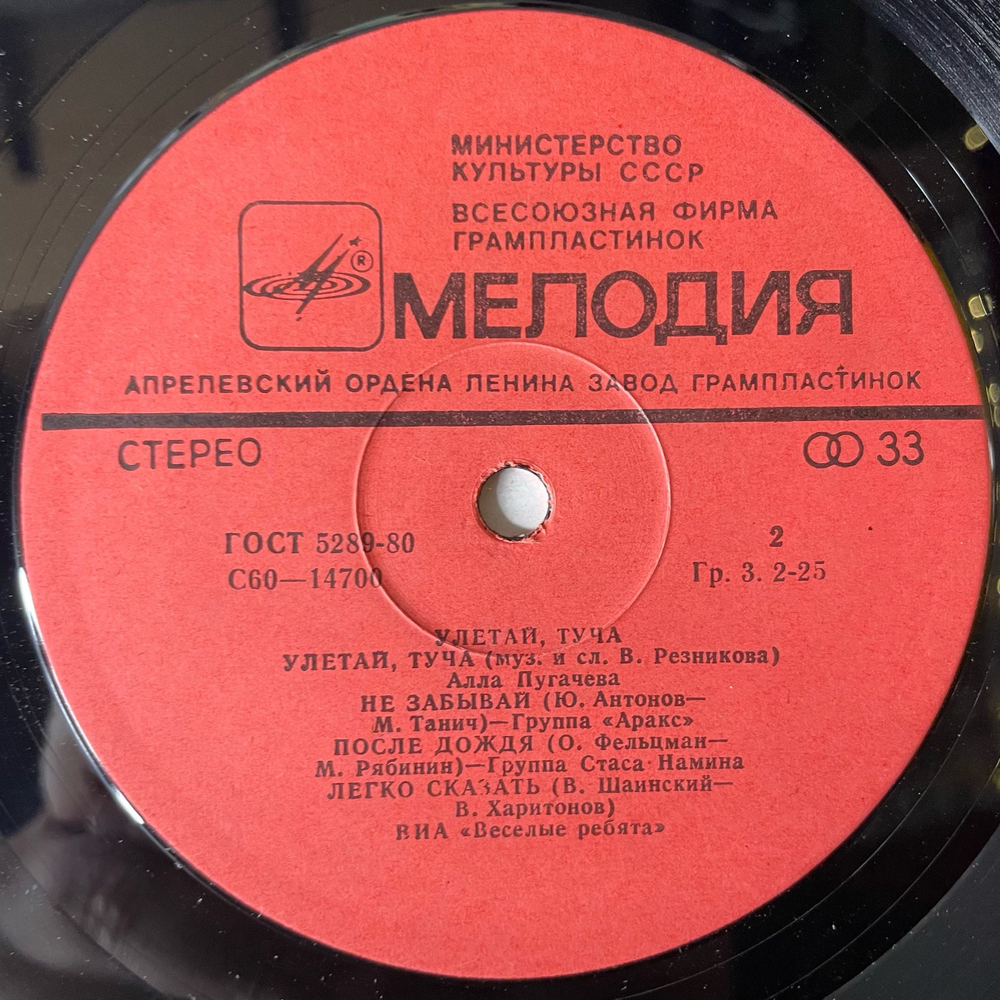 МИНИСТЕРСТВО
КУЛЬТУРЫ СССР
ВСЕСОЮЗНАЯ ФИРМА
ГРАМПЛАСТИНОК
®
МЕЛОДИЯ
АПРЕЛЕВСКИЙ ОРДЕНА ЛЕНИНА ЗАВОД ГРАМПЛАСТИНОК
СТЕРЕО 33
ГОСТ 5289-80 2
С60—14700 Гр. 3. 2-25
УЛЕТАЙ, ТУЧА
УЛЕТАЙ, ТУЧА (муз. и сл. В. Резникова)
Алла Пугачева
НЕ ЗАБЫВАЙ (Ю. Антонов—
М. Танич)—Группа «Аракс»
ПОСЛЕ ДОЖДЯ (О. Фельцман—
М. Рябинин)—Группа Стаса Намина
ЛЕГКО СКАЗАТЬ (В. Шаинский—
В. Харитонов)
ВИА «Веселые ребята»